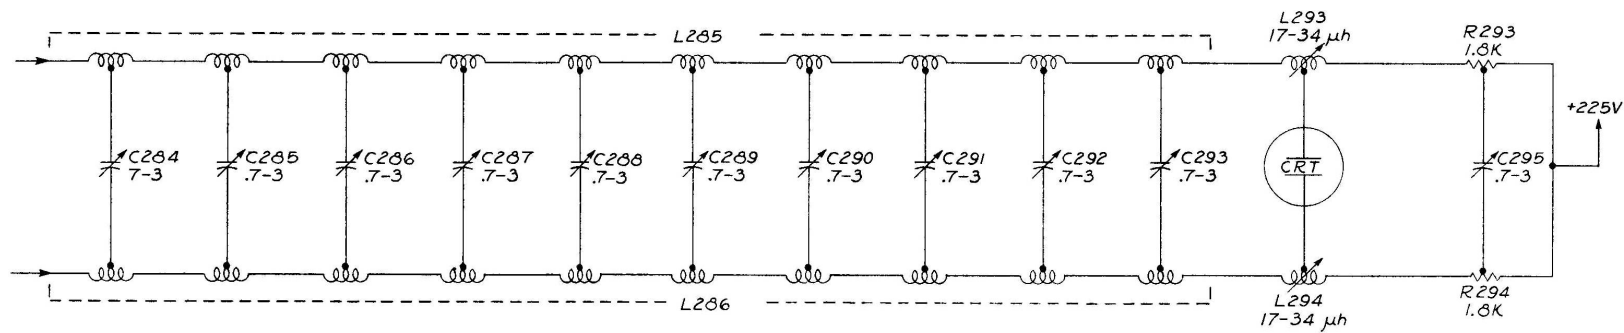 L285
L293
17-34 µh
R293
1.8K
+225V
C284
.7-3
C285
.7-3
C286
.7-3
C287
.7-3
C288
.7-3
C289
.7-3
C290
.7-3
C291
.7-3
C292
.7-3
C293
.7-3
CRT
C295
.7-3
L286
L294
17-34 µh
R294
1.8K